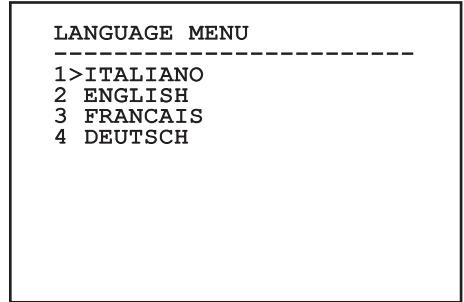 LANGUAGE MENU
------------------------
1>ITALIANO
2 ENGLISH
3 FRANCAIS
4 DEUTSCH